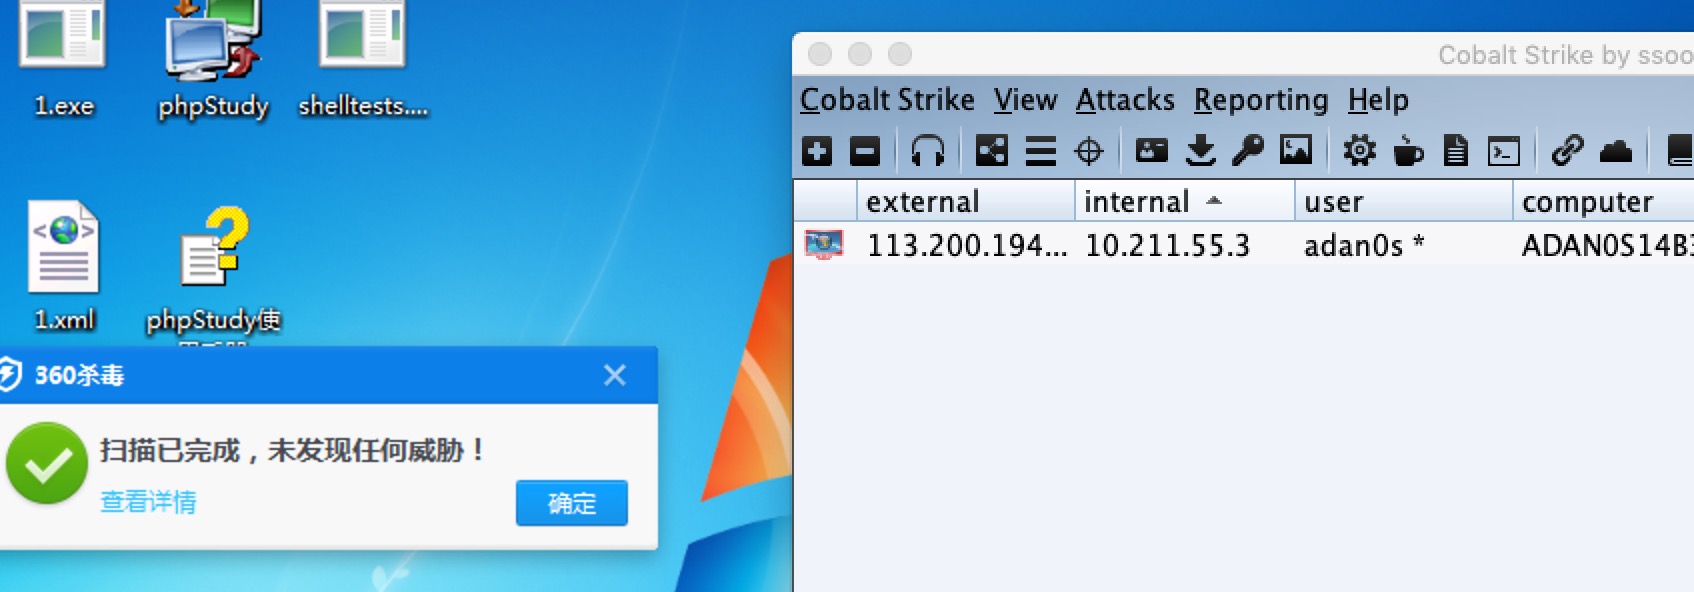 1.exe
phpStudy
shelltests....
1.xml
phpStudy使
360杀毒
扫描已完成，未发现任何威胁！
查看详情
确定
Cobalt Strike by ssoo
Cobalt Strike View Attacks Reporting Help
external internal user computer
113.200.194... 10.211.55.3 adan0s * ADAN0S14B3